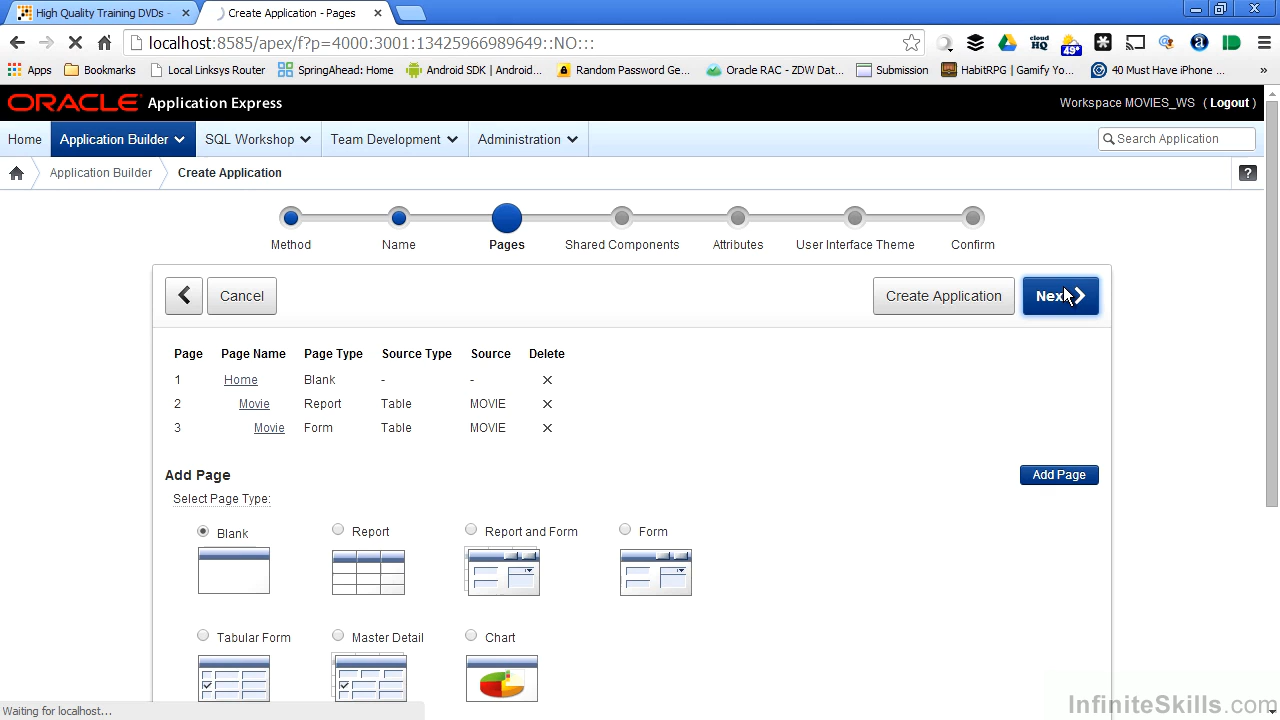 High Quality Training DVDs -
Create Application - Pages
localhost:8585/apex/f?p=4000:3001:13425966989649::NO:::
Apps
Bookmarks
Local Linksys Router
SpringAhead: Home
Android SDK | Android...
Random Password Ge...
Oracle RAC - ZDW Dat...
Submission
HabitRPG | Gamify Yo...
40 Must Have iPhone ...
»
cloud HQ
49°
ORACLE Application Express
Workspace MOVIES_WS ( Logout )
Home
Application Builder
SQL Workshop
Team Development
Administration
Search Application
Application Builder
Create Application
?
Method
Name
Pages
Shared Components
Attributes
User Interface Theme
Confirm
Cancel
Create Application
Next
Page Page Name Page Type Source Type Source Delete
1 Home Blank - -
2 Movie Report Table MOVIE
3 Movie Form Table MOVIE
Add Page
Add Page
Select Page Type:
Blank
Report
Report and Form
Form
Tabular Form
Master Detail
Chart
Waiting for localhost...
InfiniteSkills.com